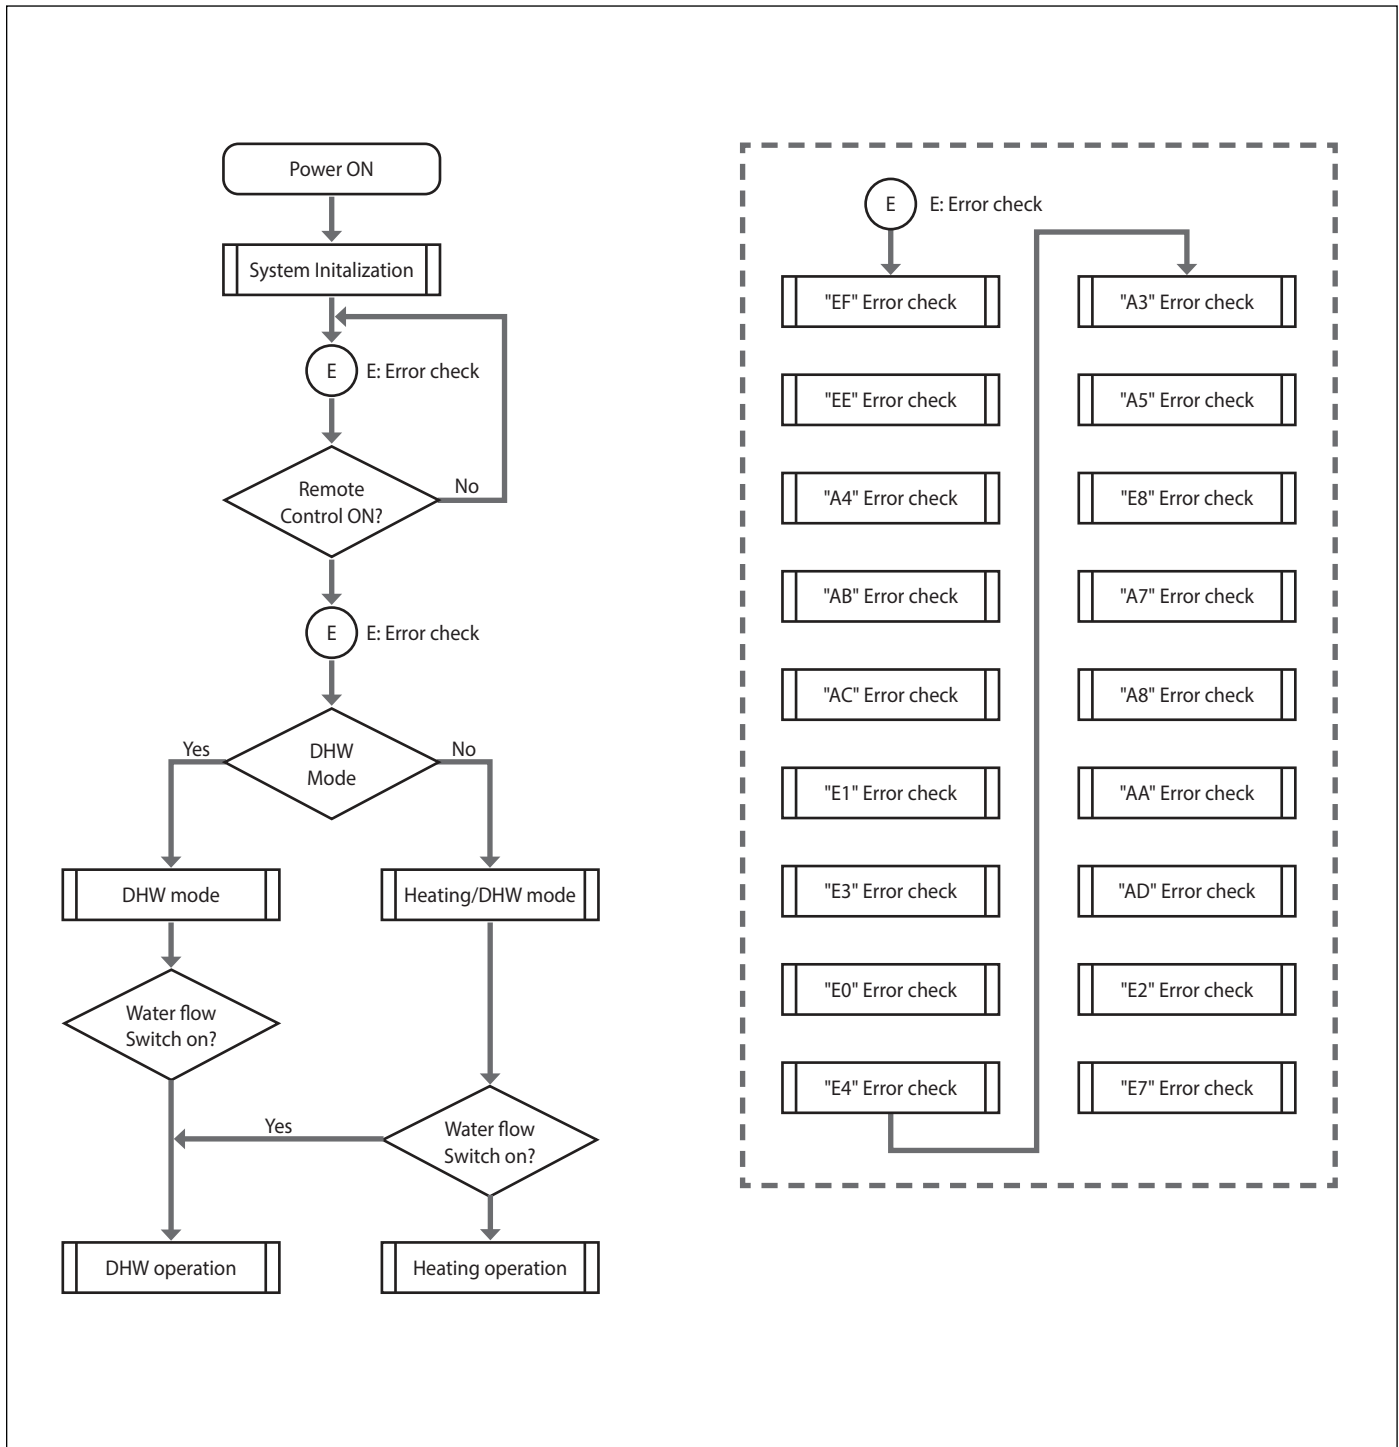 Power ON
System Initalization
E
E: Error check
Remote
Control ON?
No
E
E: Error check
DHW
Mode
Yes
No
DHW mode
Heating/DHW mode
Water flow
Switch on?
Water flow
Switch on?
Yes
DHW operation
Heating operation
E
E: Error check
"EF" Error check
"EE" Error check
"A4" Error check
"AB" Error check
"AC" Error check
"E1" Error check
"E3" Error check
"E0" Error check
"E4" Error check
"A3" Error check
"A5" Error check
"E8" Error check
"A7" Error check
"A8" Error check
"AA" Error check
"AD" Error check
"E2" Error check
"E7" Error check